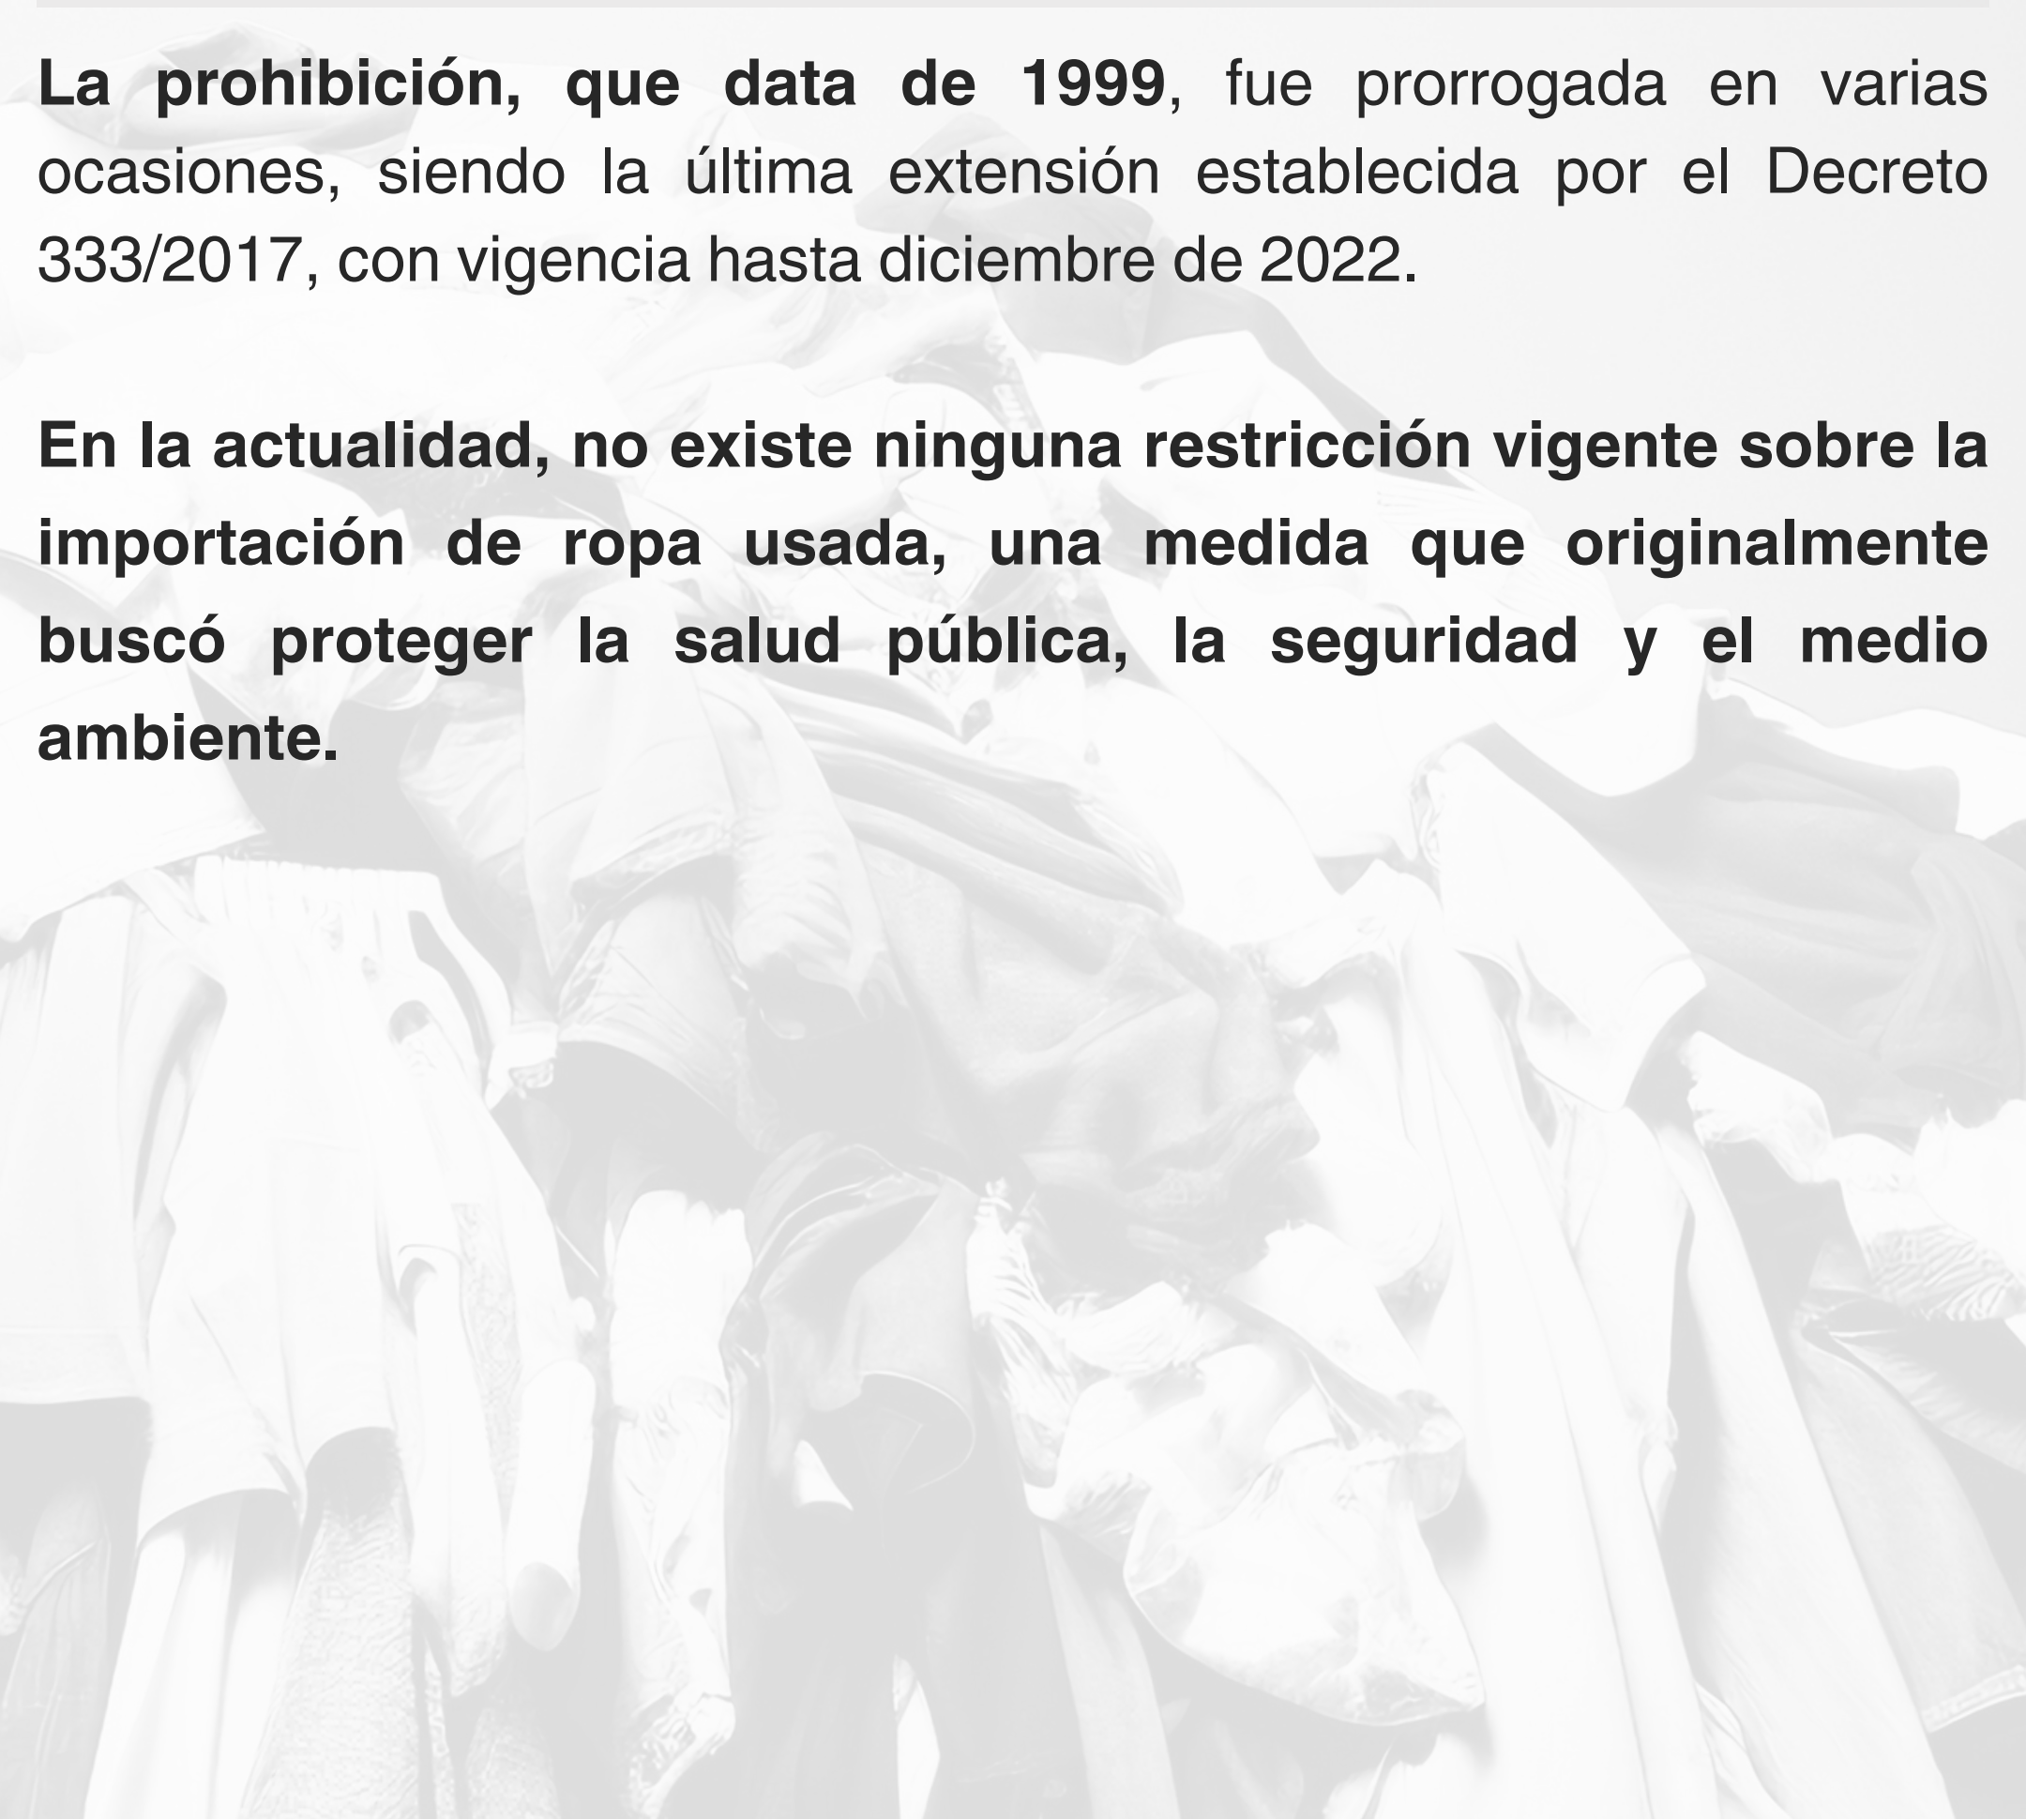 La prohibición, que data de 1999, fue prorrogada en varias
ocasiones, siendo la última extensión establecida por el Decreto
333/2017, con vigencia hasta diciembre de 2022.
En la actualidad, no existe ninguna restricción vigente sobre la
importación de ropa usada, una medida que originalmente
buscó proteger la salud pública, la seguridad y el medio
ambiente.